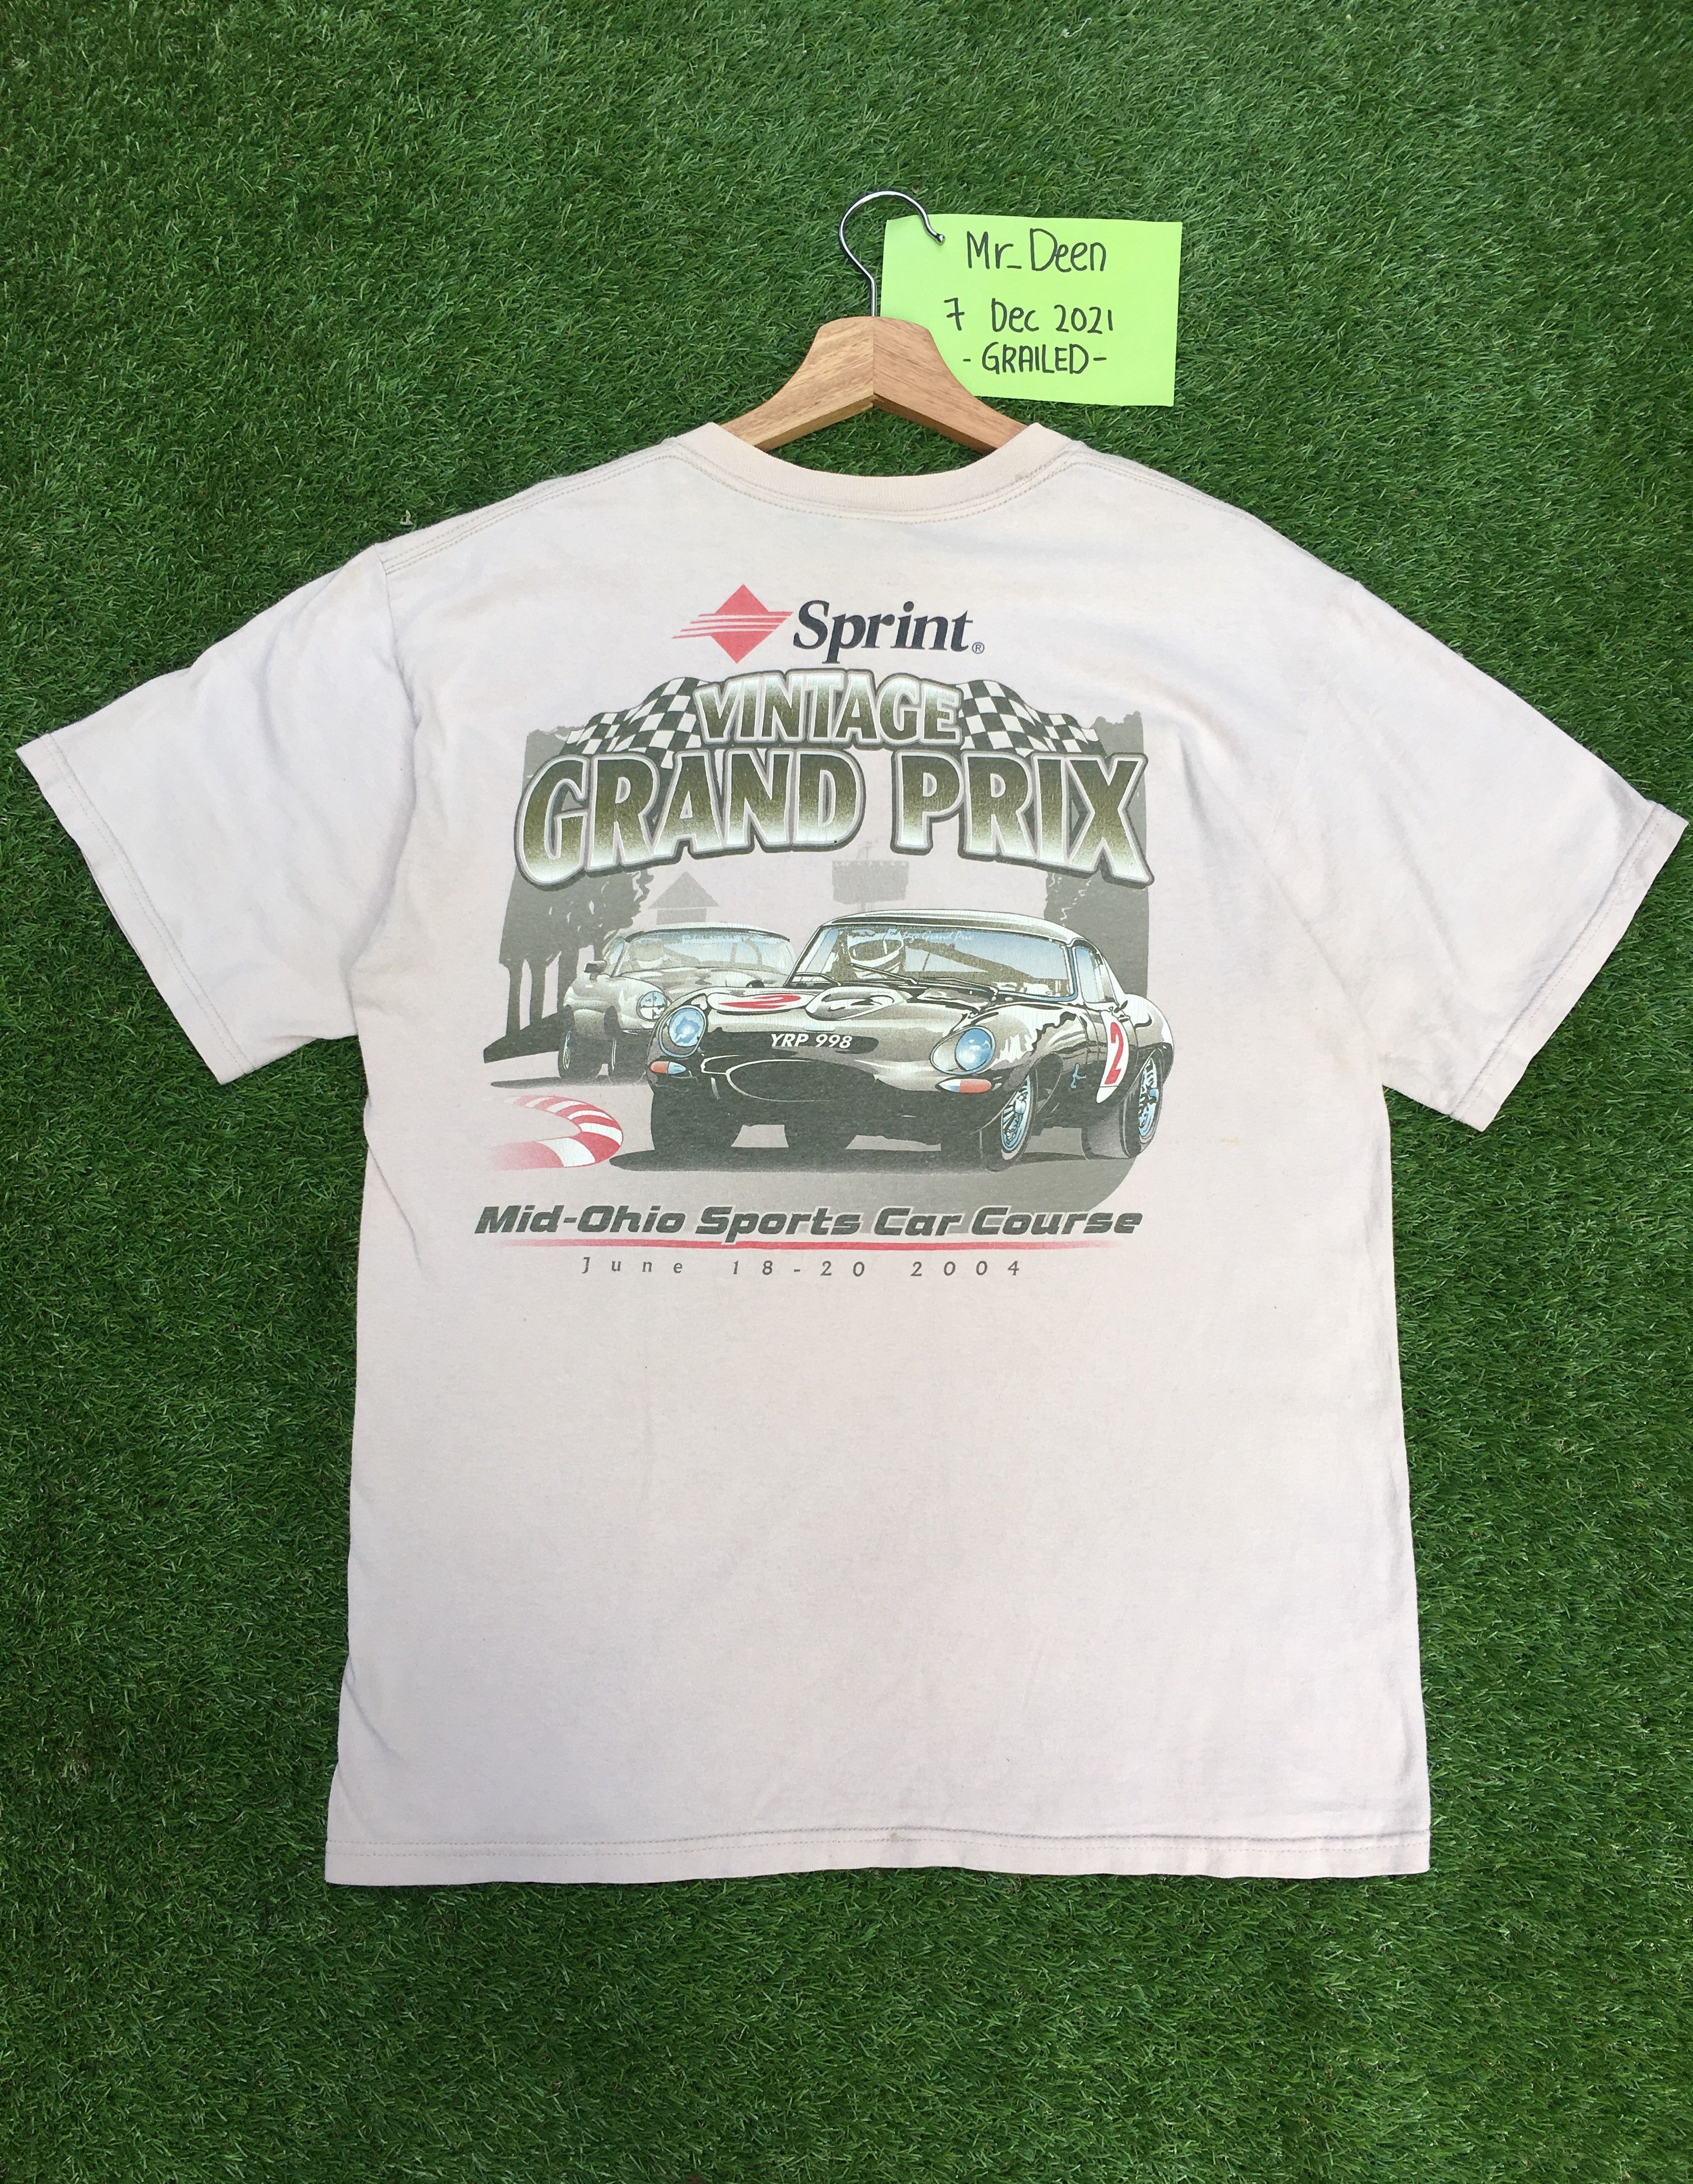 Mr_Deen
7 Dec 2021
- GRAILED -
Sprint®
VINTAGE
GRAND PRIX
2
YRP 998
2
Mid-Ohio Sports Car Course
June 18-20 2004